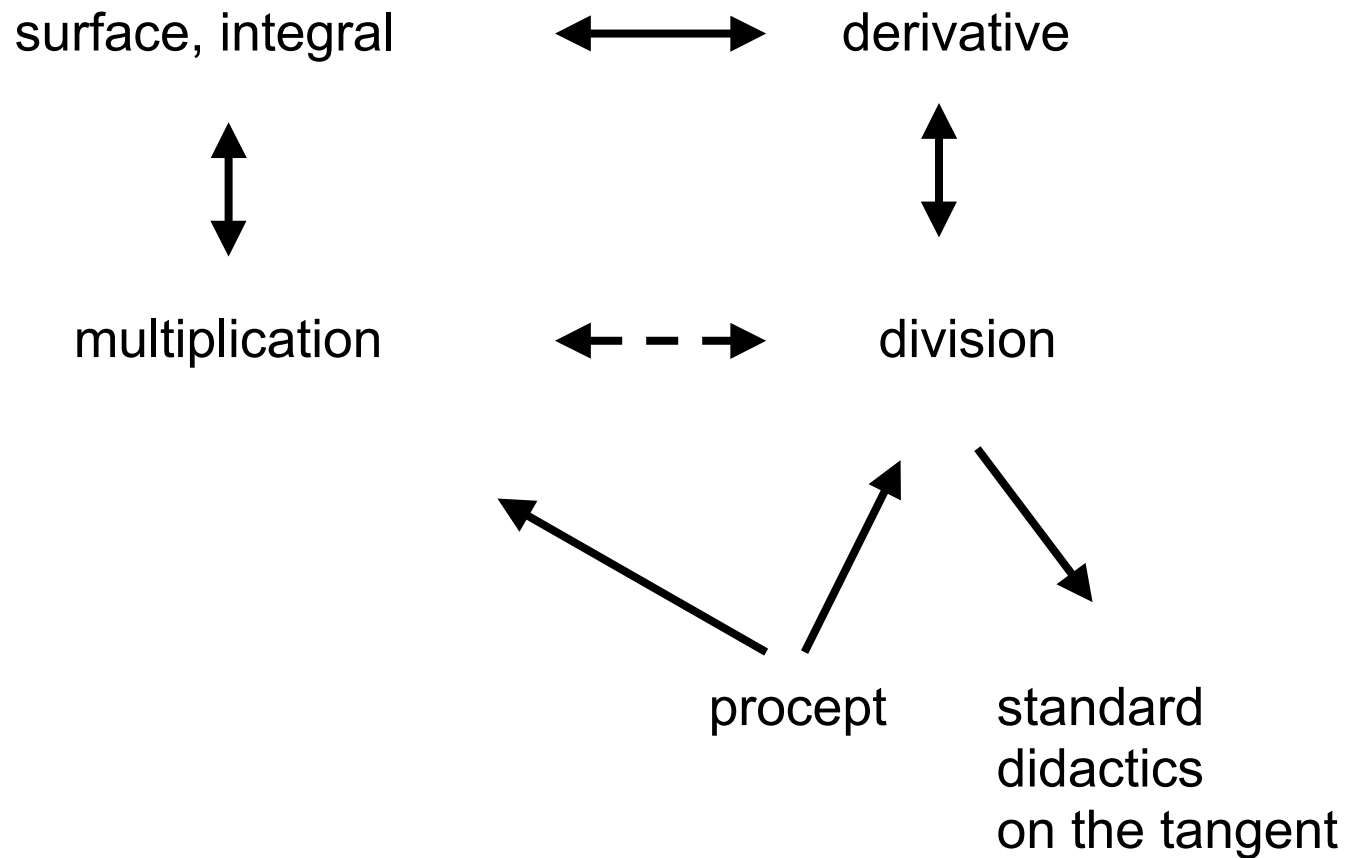 surface, integral
derivative
multiplication
division
procept
standard
didactics
on the tangent